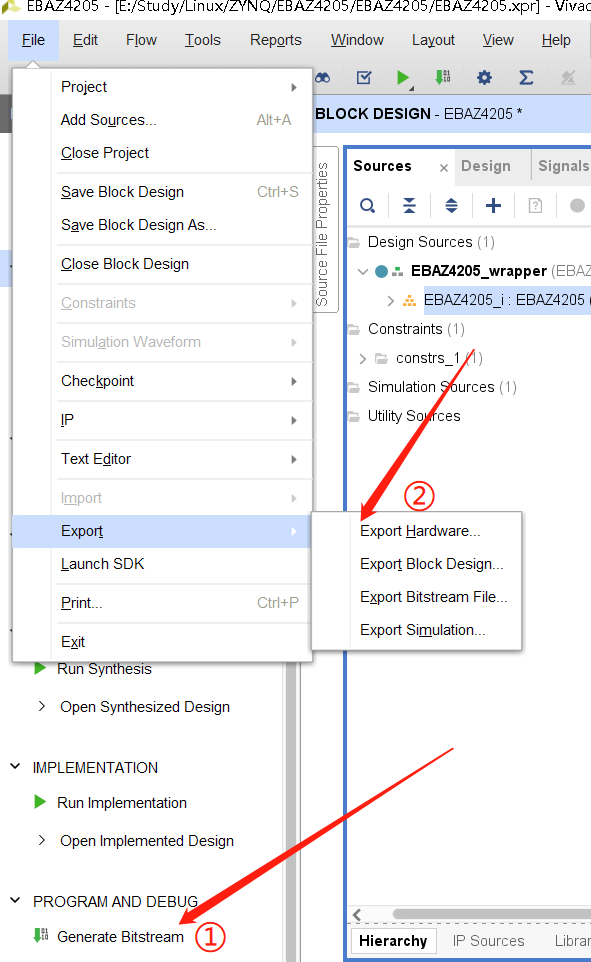 EBAZ4205 - [E:/Study/Linux/ZYNQ/EBAZ4205/EBAZ4205/EBAZ4205.xpr] - Vivac
File Edit Flow Tools Reports Window Layout View Help
BLOCK DESIGN - EBAZ4205 *
Project
Add Sources... Alt+A
Close Project
Save Block Design Ctrl+S
Save Block Design As...
Close Block Design
Constraints
Simulation Waveform
Checkpoint
IP
Text Editor
Import
Export
Launch SDK
Print... Ctrl+P
Exit
Source File Properties
Sources × Design Signals
Design Sources (1)
EBAZ4205_wrapper (EBAZ
EBAZ4205_i : EBAZ4205 (
Constraints (1)
constrs_1 (1)
Simulation Sources (1)
Utility Sources
②
Export Hardware...
Export Block Design...
Export Bitstream File...
Export Simulation...
Run Synthesis
Open Synthesized Design
IMPLEMENTATION
Run Implementation
Open Implemented Design
PROGRAM AND DEBUG
Generate Bitstream ①
Hierarchy IP Sources Librar